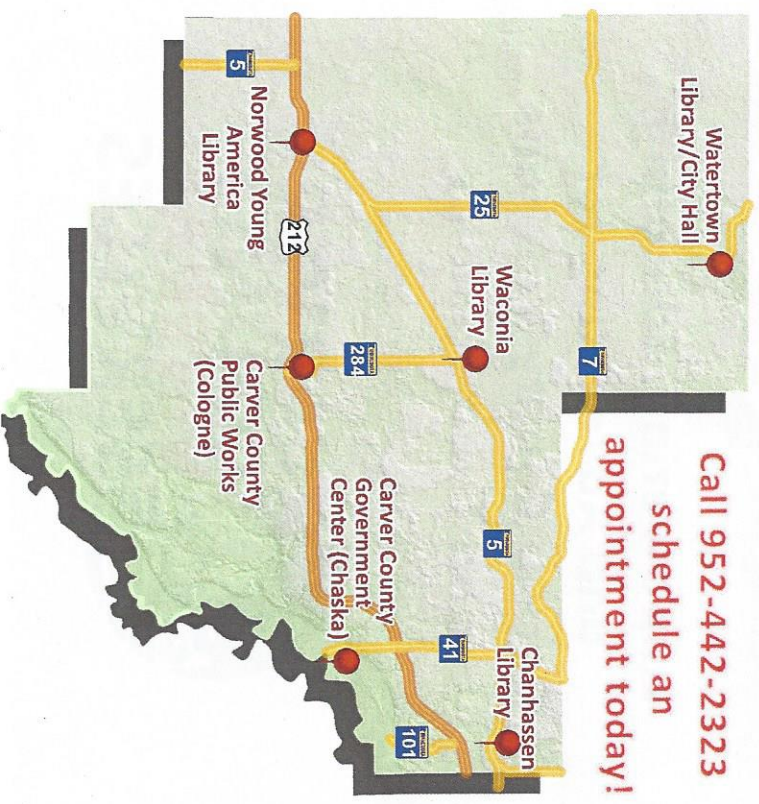 Call 952-442-2323
schedule an
appointment today!
Watertown
Library/City Hall
7
25
Waconia
Library
5
Chanhassen
Library
284
41
101
Carver County
Government
Center (Chaska)
212
5
Norwood Young
America
Library
Carver County
Public Works
(Cologne)